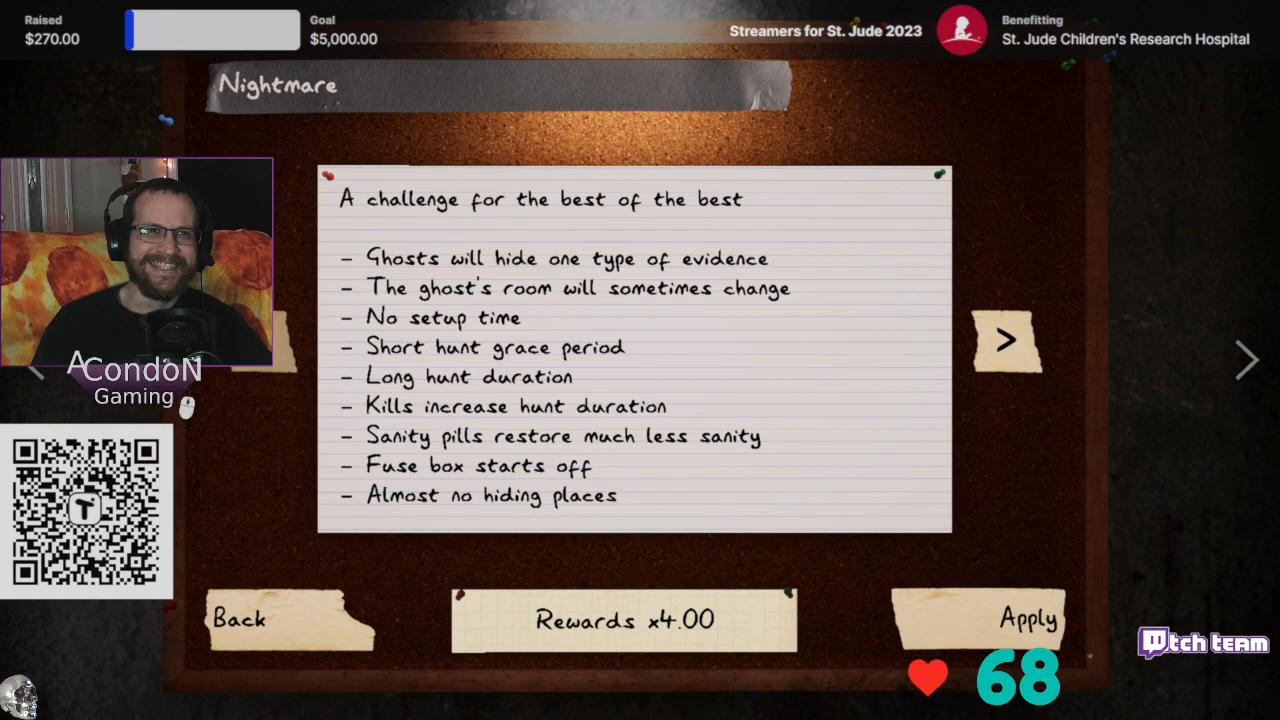 Raised
$270.00
Goal
$5,000.00
Streamers for St. Jude 2023
Benefitting
St. Jude Children's Research Hospital
Nightmare
A challenge for the best of the best
- Ghosts will hide one type of evidence
- The ghost's room will sometimes change
- No setup time
- Short hunt grace period
- Long hunt duration
- Kills increase hunt duration
- Sanity pills restore much less sanity
- Fuse box starts off
- Almost no hiding places
>
ACondoN
Gaming
T
Back
Rewards x4.00
Apply
68
tch team